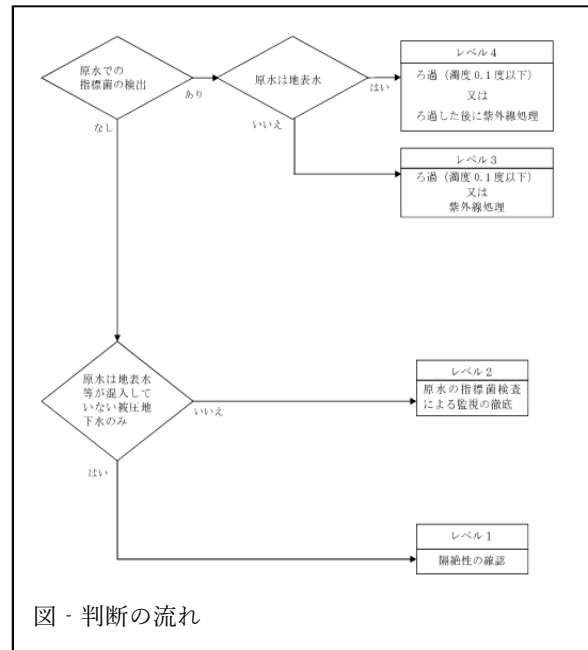 原水での
指標菌の検出
あり
なし
原水は地表水
はい
いいえ
レベル4
ろ過（濁度0.1度以下）
又は
ろ過した後に紫外線処理
レベル3
ろ過（濁度0.1度以下）
又は
紫外線処理
原水は地表水
等が混入して
いない被圧地
下水のみ
いいえ
はい
レベル2
原水の指標菌検査
による監視の徹底
レベル1
隔絶性の確認
図‐判断の流れ